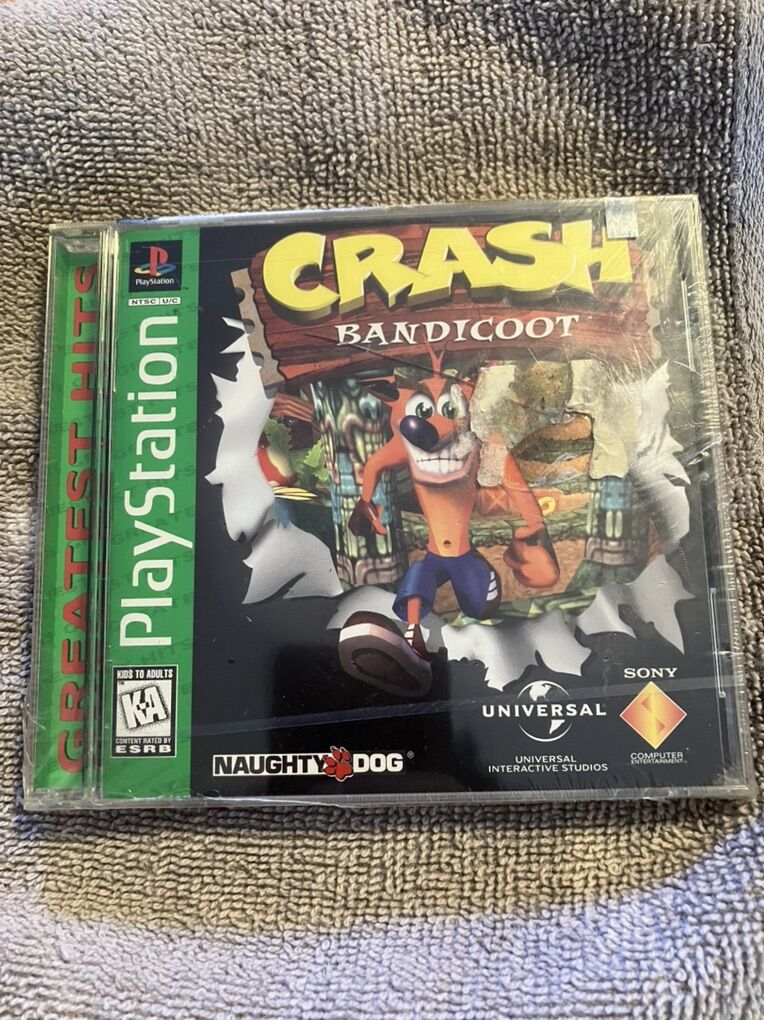 GREATEST HITS
PlayStation
NTSC U/C
PlayStation
CRASH
BANDICOOT
KIDS TO ADULTS
K-A
CONTENT RATED BY
ESRB
NAUGHTY DOG®
UNIVERSAL
UNIVERSAL
INTERACTIVE STUDIOS
SONY
COMPUTER
ENTERTAINMENT